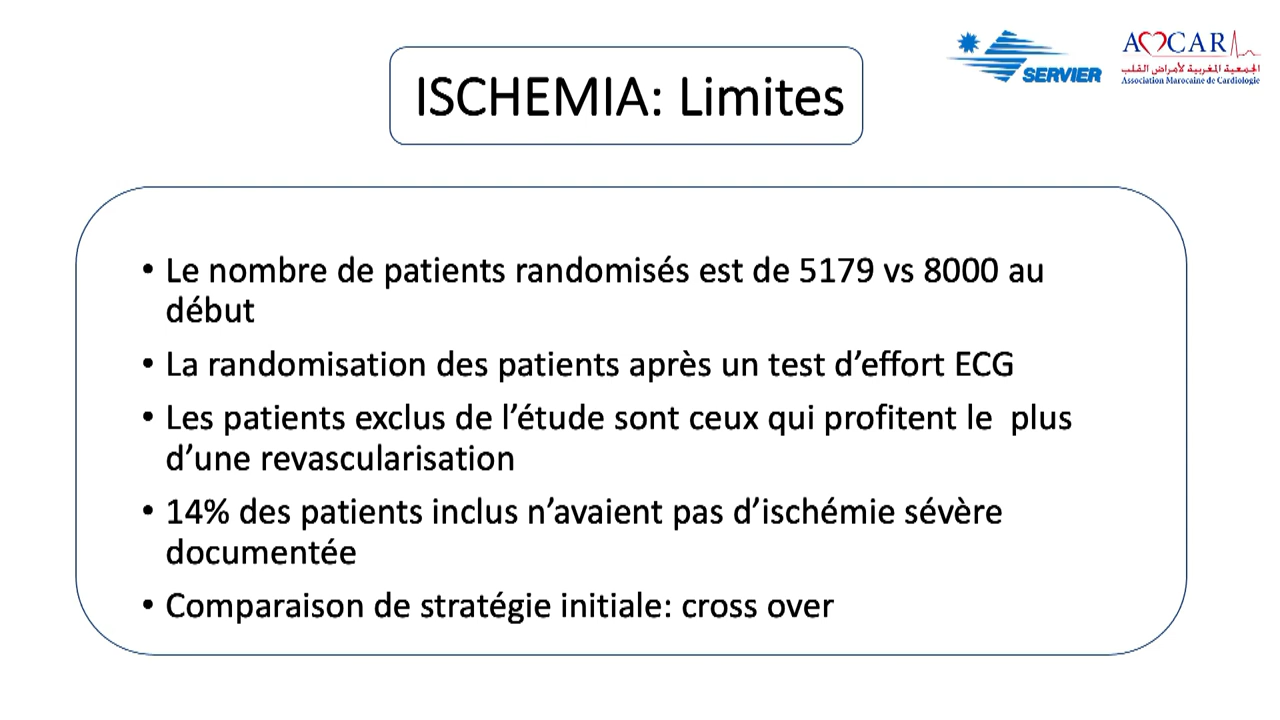 SERVIER
AMCAR
الجمعية المغربية لأمراض القلب
Association Marocaine de Cardiologie
ISCHEMIA: Limites
• Le nombre de patients randomisés est de 5179 vs 8000 au
début
• La randomisation des patients après un test d’effort ECG
• Les patients exclus de l’étude sont ceux qui profitent le  plus
d’une revascularisation
• 14% des patients inclus n’avaient pas d’ischémie sévère
documentée
• Comparaison de stratégie initiale: cross over